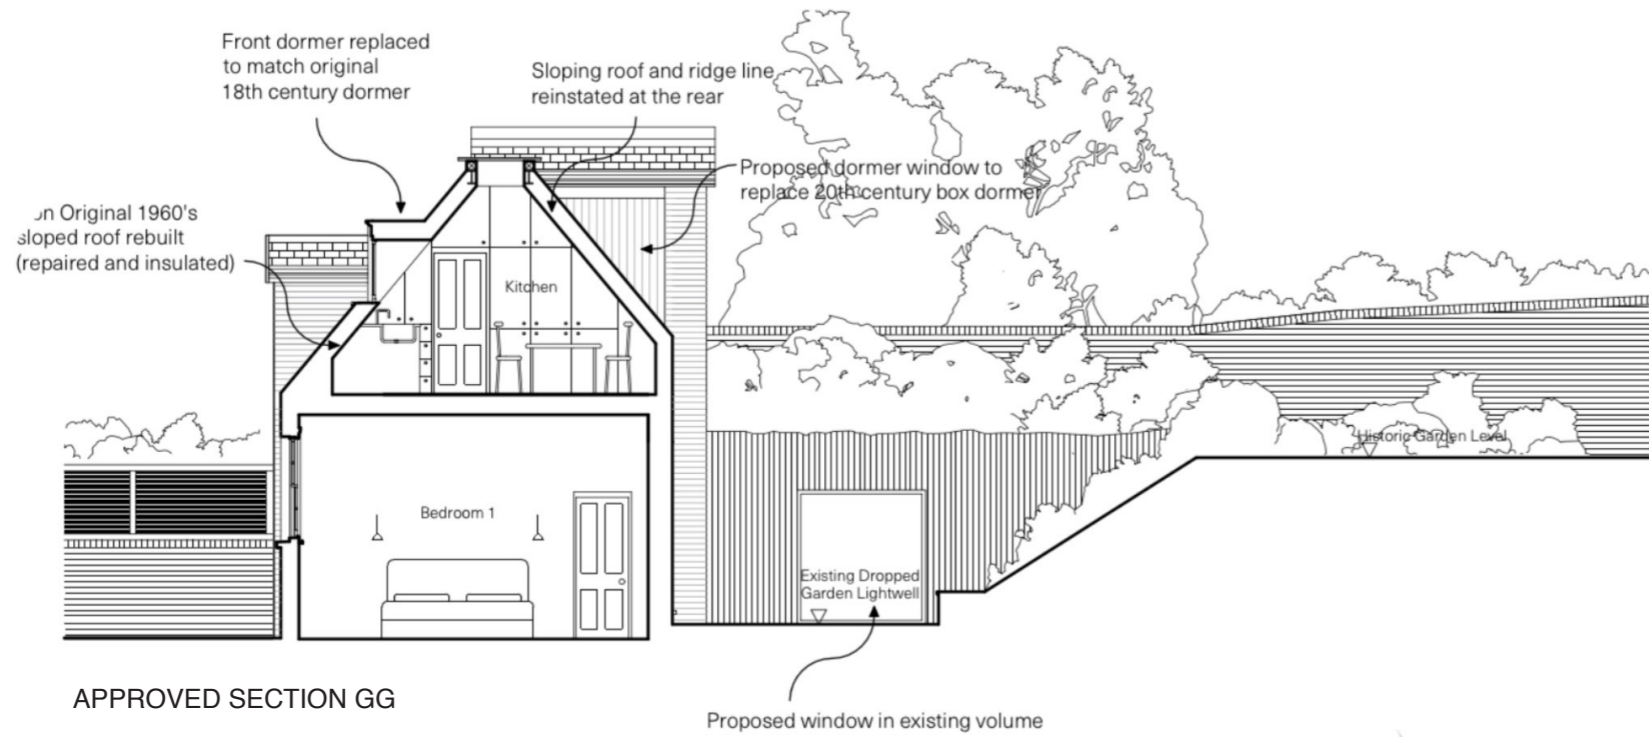 Front dormer replaced
to match original
18th century dormer
Sloping roof and ridge line
reinstated at the rear
Proposed dormer window to
replace 20th century box dormer
Original 1960's
sloped roof rebuilt
(repaired and insulated)
Kitchen
Historic Garden Level
Bedroom 1
Existing Dropped
Garden Lightwell
APPROVED SECTION GG
Proposed window in existing volume